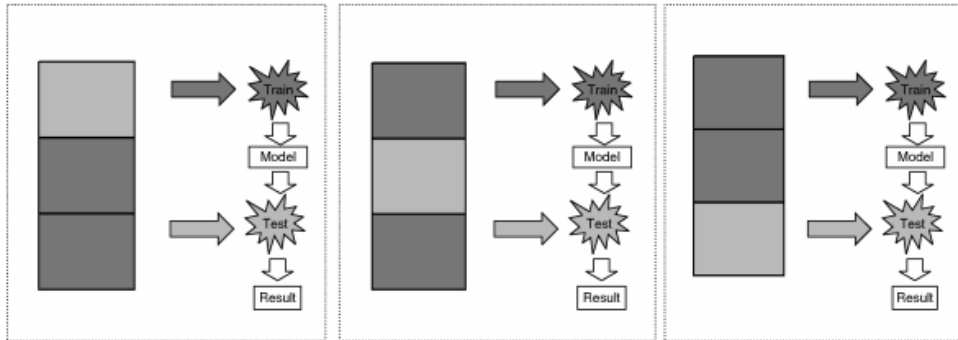 Train
Model
Test
Result
Train
Model
Test
Result
Train
Model
Test
Result